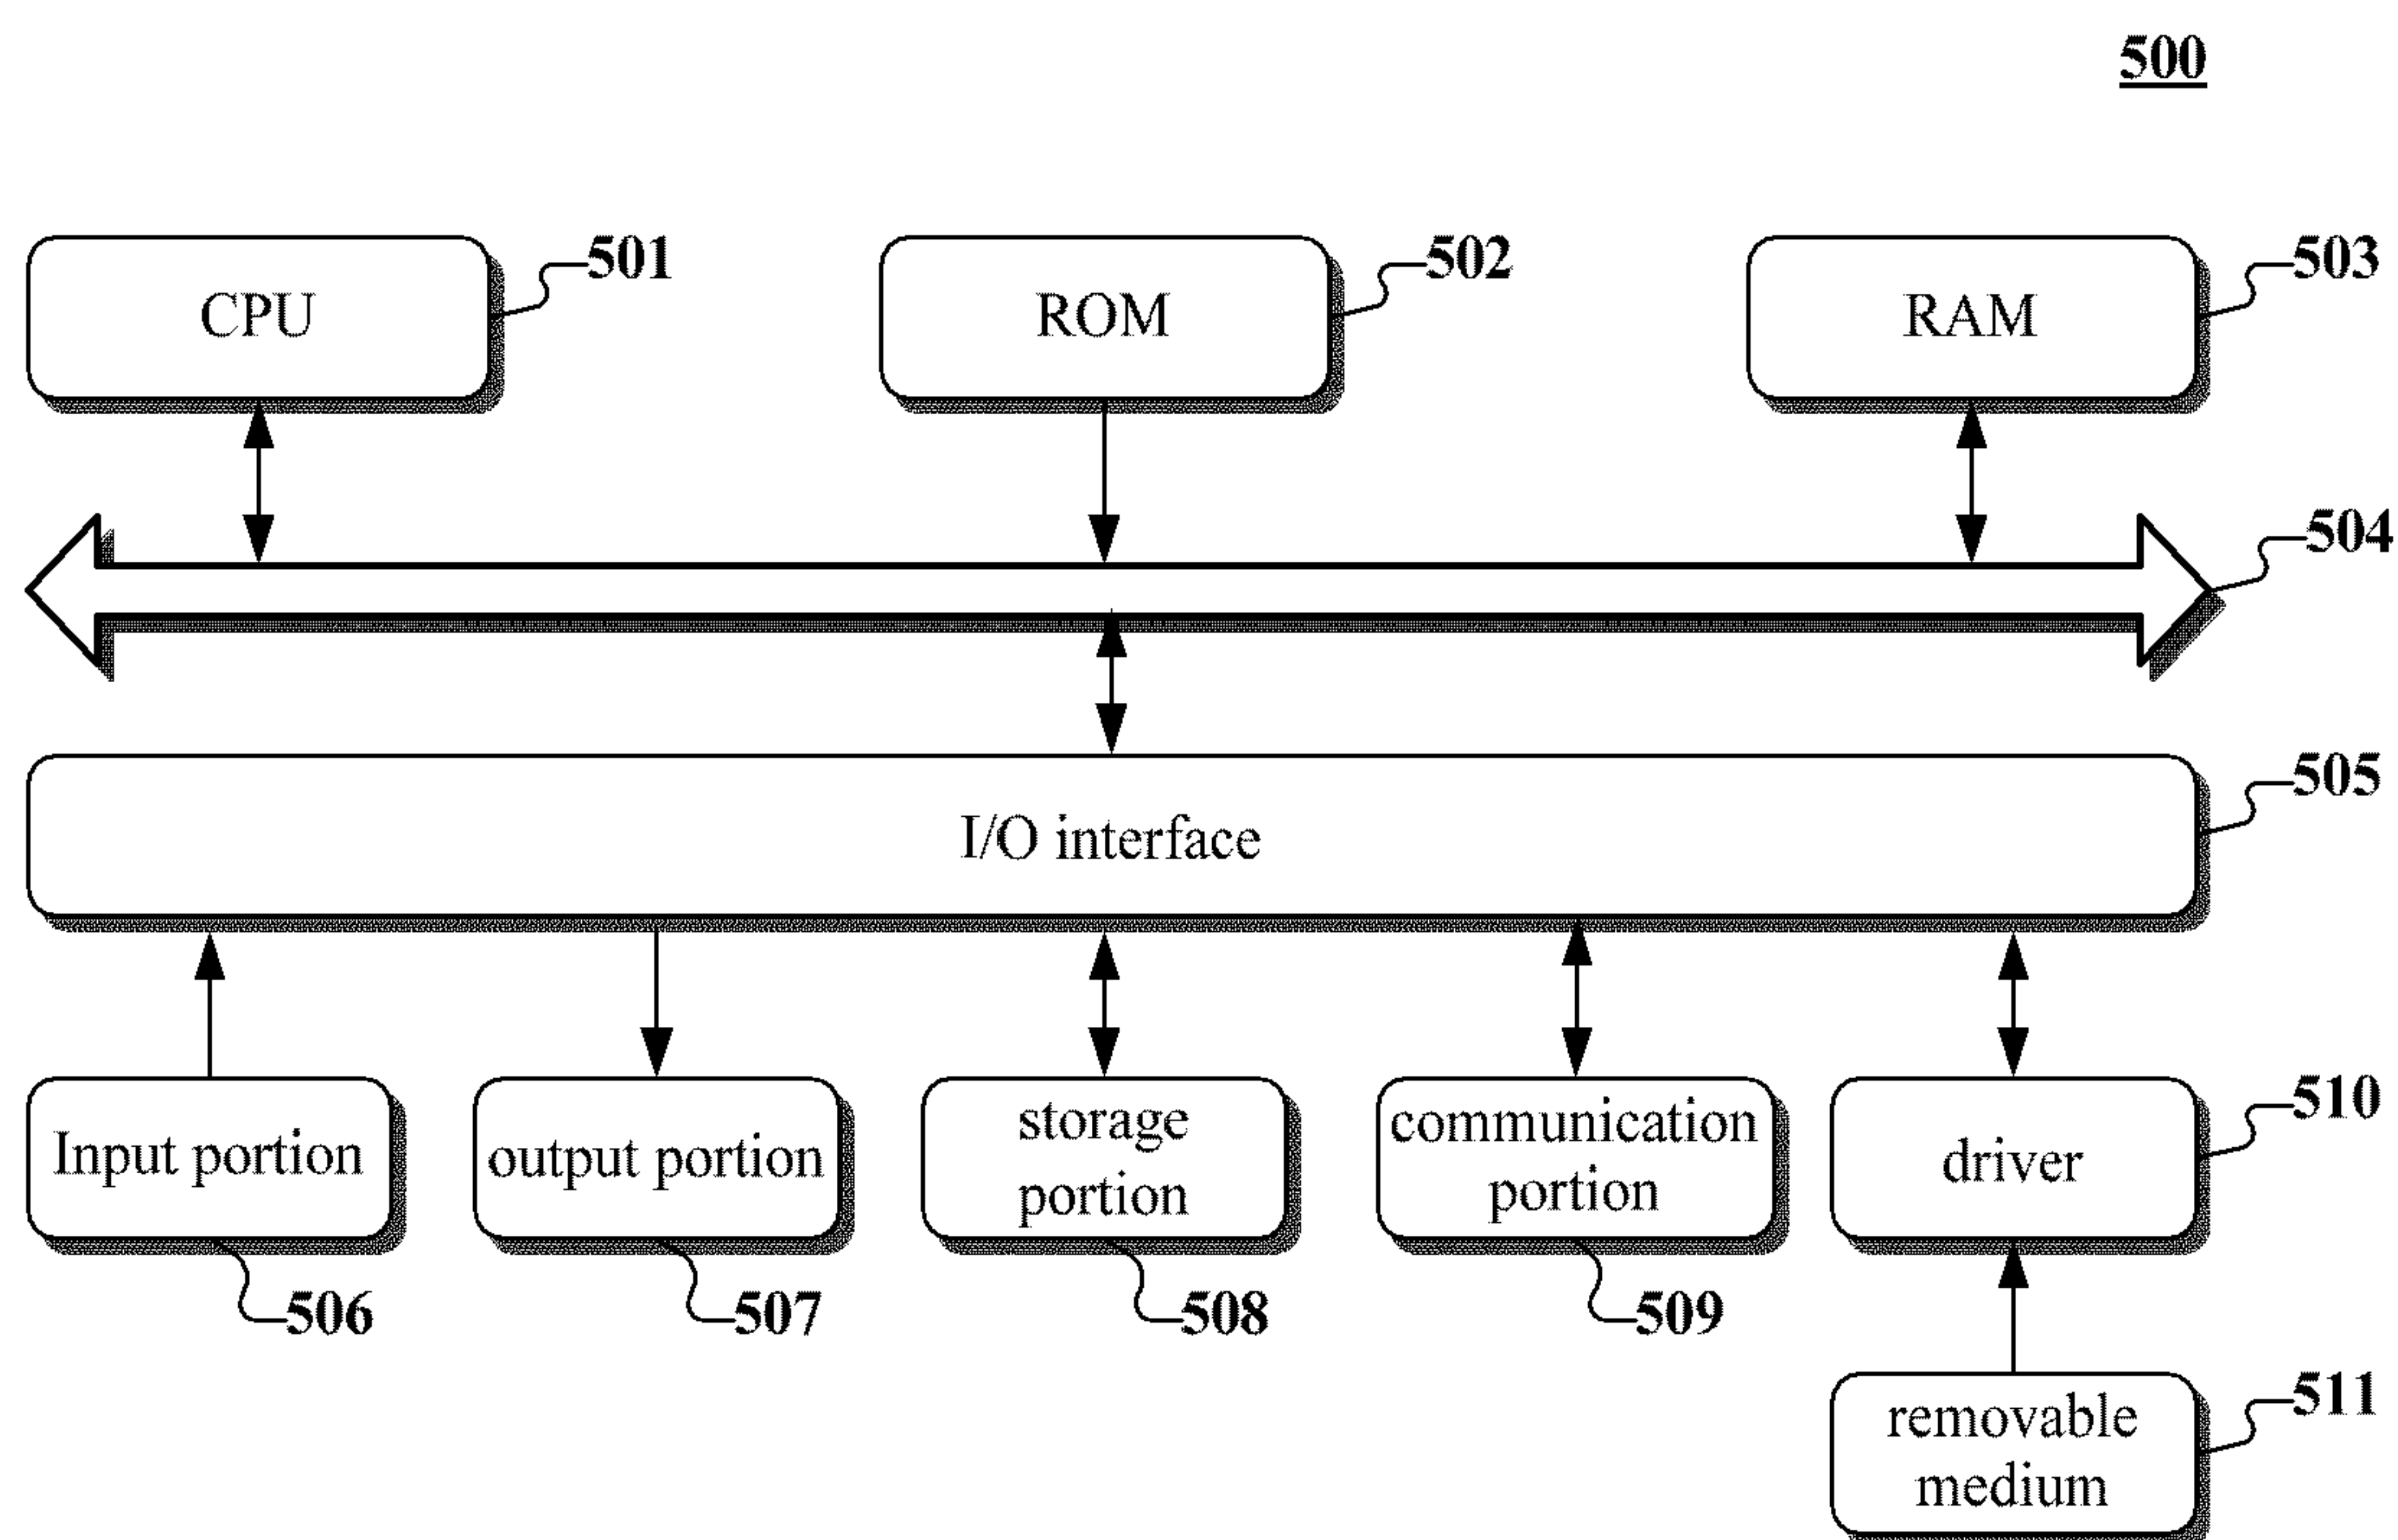 500
CPU
501
ROM
502
RAM
503
504
I/O interface
505
Input portion
output portion
storage
portion
communication
portion
driver
510
506
507
508
509
removable
medium
511